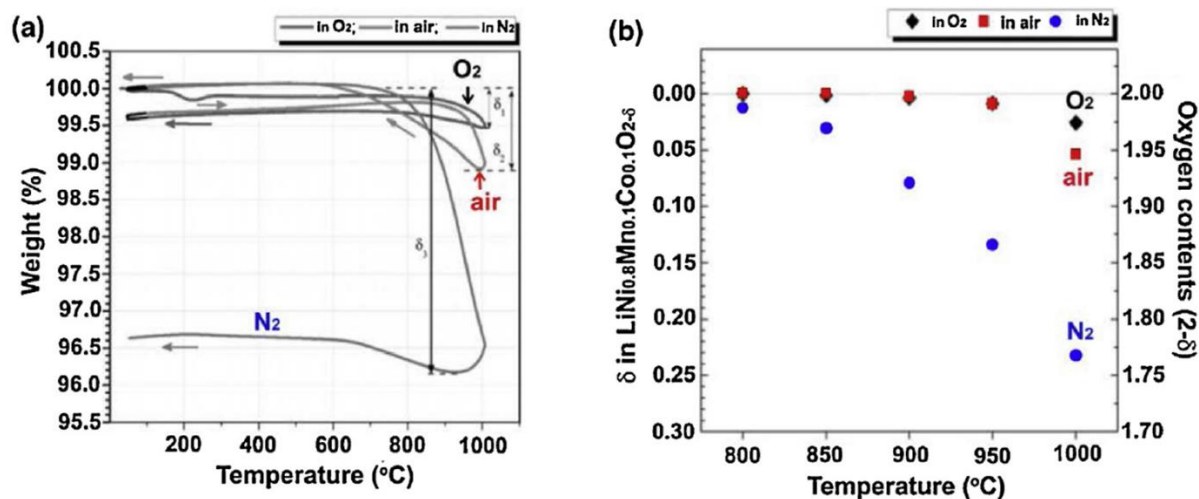 (a)
in O2; in air; in N2
100.5
100.0
99.5
99.0
98.5
98.0
97.5
97.0
96.5
96.0
95.5
Weight (%)
O2
δ1
δ2
air
δ3
N2
200 400 600 800 1000
Temperature (oC)
(b)
in O2 in air in N2
0.00
0.05
0.10
0.15
0.20
0.25
0.30
δ in LiNi0.8Mn0.1Co0.1O2-δ
O2
air
N2
2.00
1.95
1.90
1.85
1.80
1.75
1.70
Oxygen contents (2-δ)
800 850 900 950 1000
Temperature (oC)